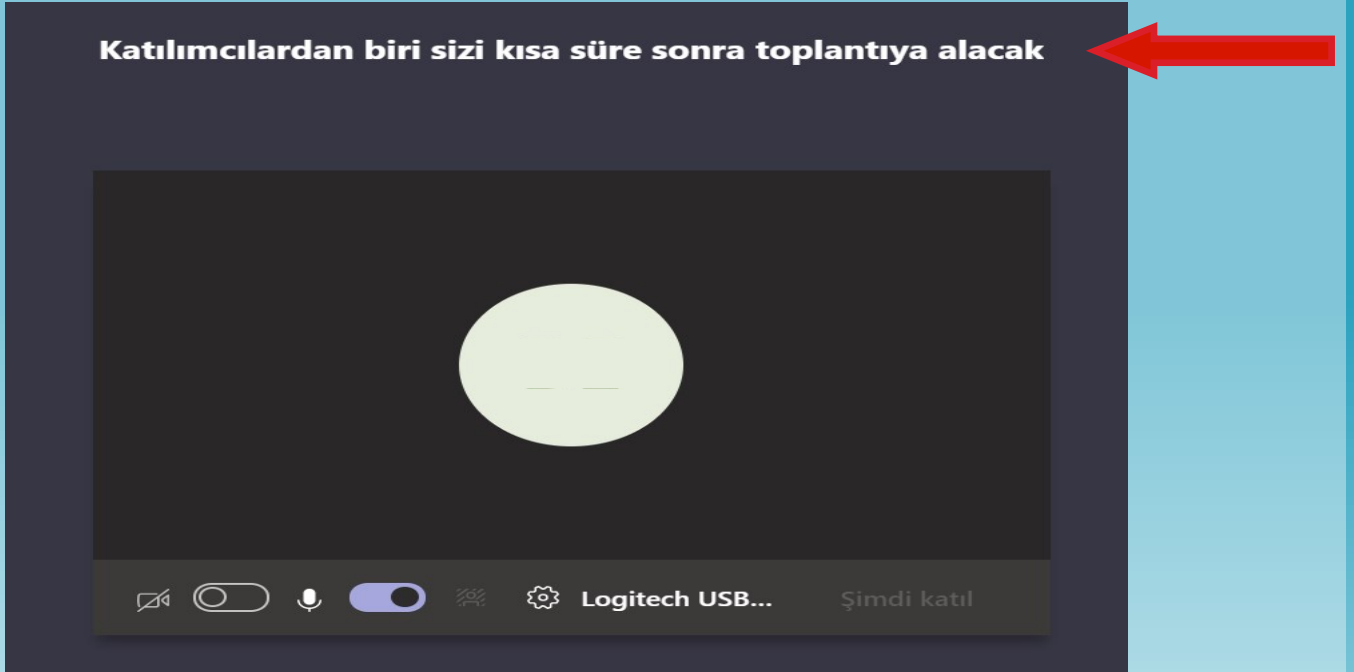 Katılımcılardan biri sizi kısa süre sonra toplantıya alacak
Logitech USB... Şimdi katıl